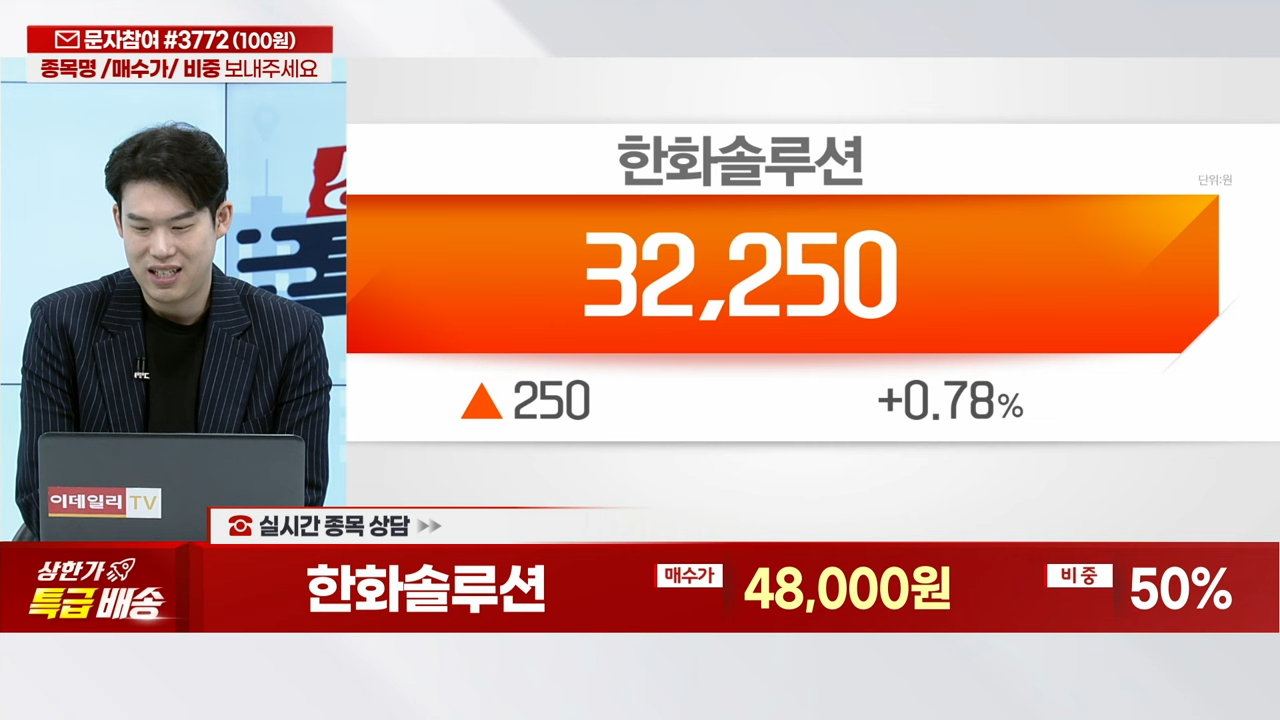 문자참여 #3772 (100원)
종목명 /매수가/ 비중 보내주세요
한화솔루션
단위:원
32,250
▲ 250 +0.78%
이데일리 TV
실시간 종목 상담
상한가
특급 배송
한화솔루션 매수가 48,000원 비중 50%